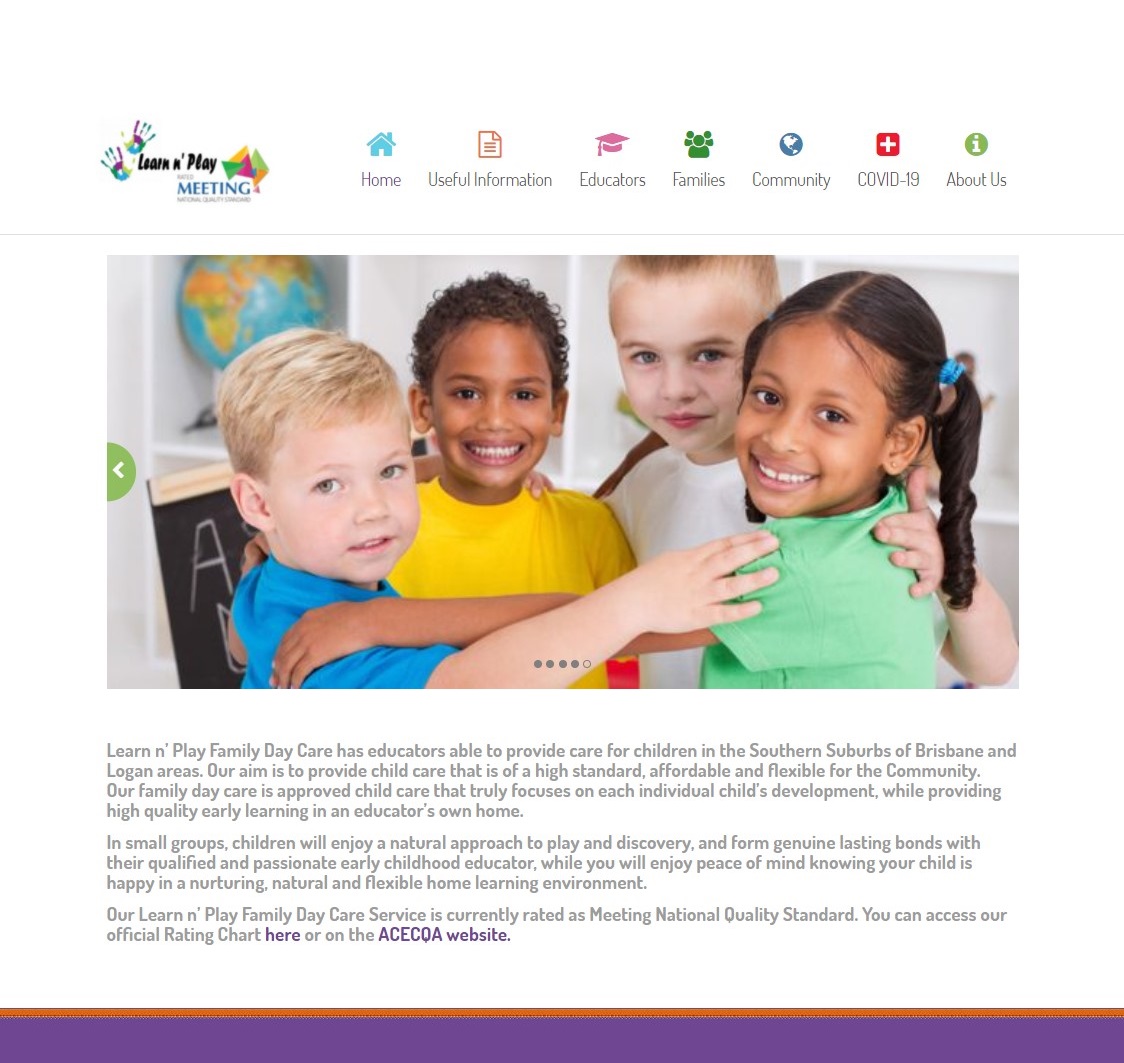 Learn n' Play
RATED
MEETING
NATIONAL QUALITY STANDARD
Home
Useful Information
Educators
Families
Community
COVID-19
About Us
A
Learn n’ Play Family Day Care has educators able to provide care for children in the Southern Suburbs of Brisbane and
Logan areas. Our aim is to provide child care that is of a high standard, affordable and flexible for the Community.
Our family day care is approved child care that truly focuses on each individual child’s development, while providing
high quality early learning in an educator’s own home.
In small groups, children will enjoy a natural approach to play and discovery, and form genuine lasting bonds with
their qualified and passionate early childhood educator, while you will enjoy peace of mind knowing your child is
happy in a nurturing, natural and flexible home learning environment.
Our Learn n’ Play Family Day Care Service is currently rated as Meeting National Quality Standard. You can access our
official Rating Chart here or on the ACECQA website.